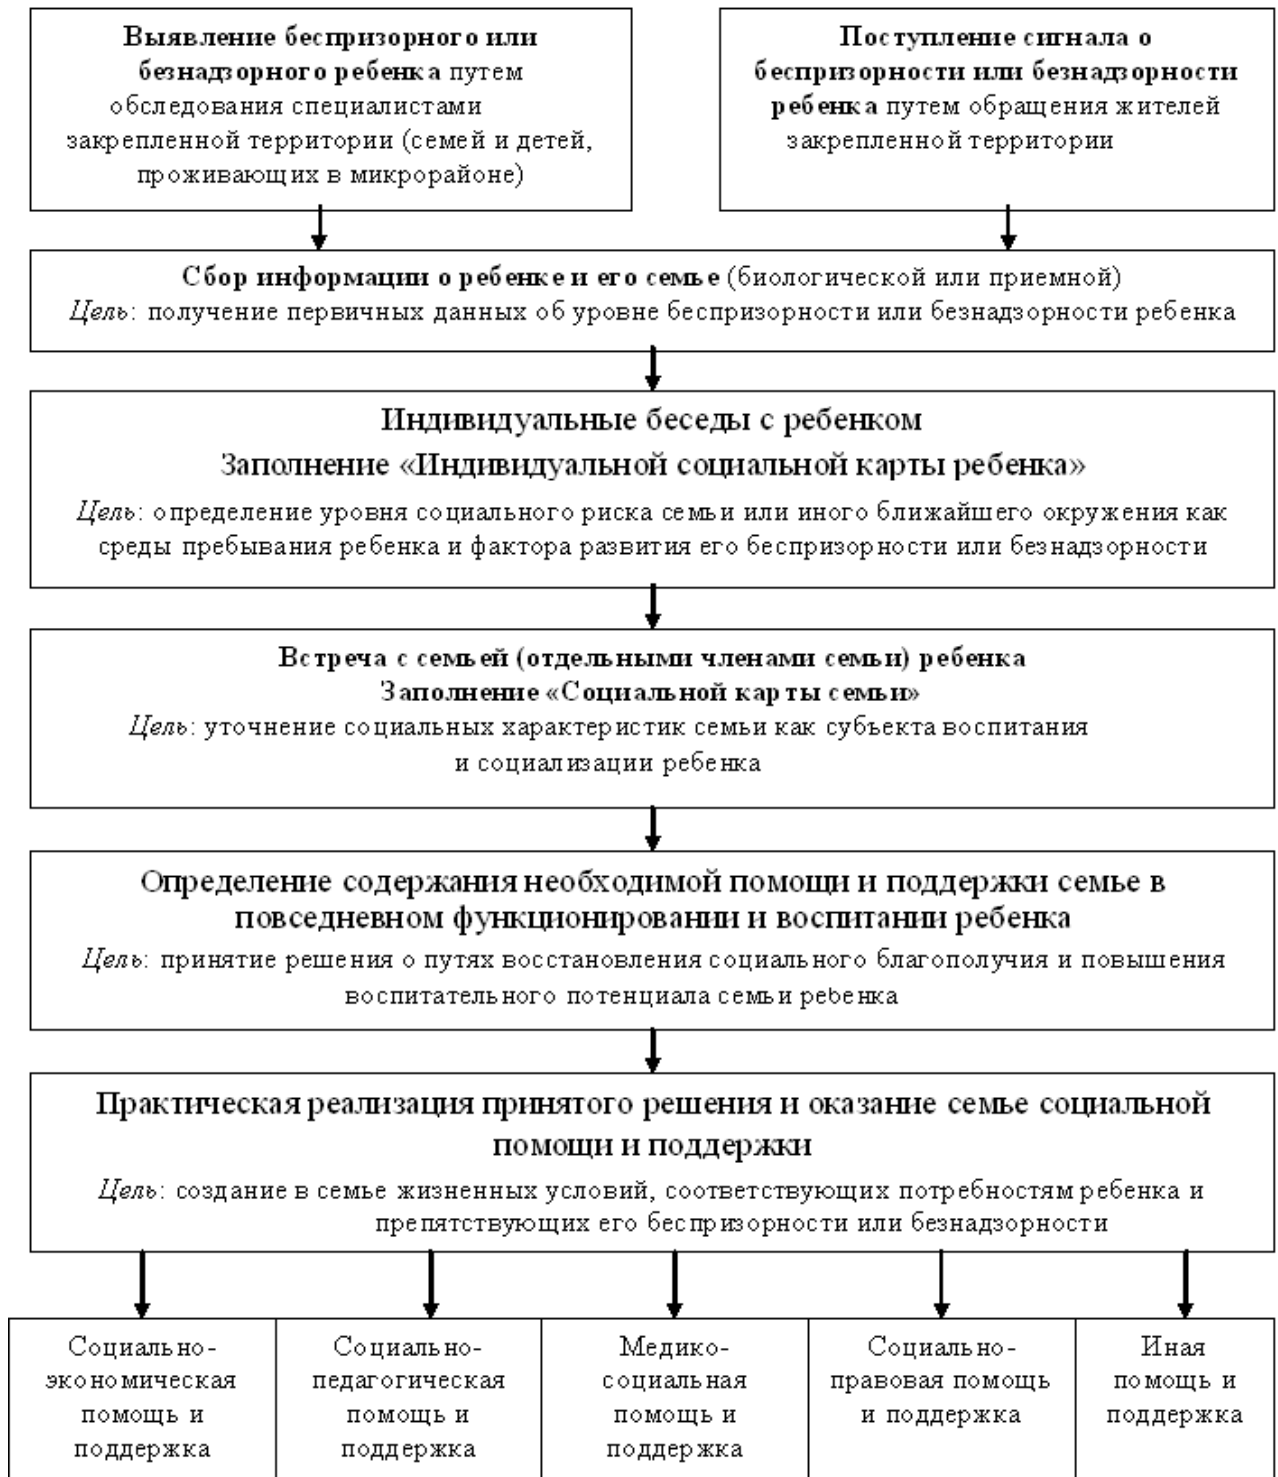 Выявление беспризорного или
безнадзорного ребенка путем
обследования специалистами
закрепленной территории (семей и детей,
проживающих в микрорайоне)
Поступление сигнала о
беспризорности или безнадзорности
ребенка путем обращения жителей
закрепленной территории
Сбор информации о ребенке и его семье (биологической или приемной)
Цель: получение первичных данных об уровне беспризорности или безнадзорности ребенка
Индивидуальные беседы с ребенком
Заполнение «Индивидуальной социальной карты ребенка»
Цель: определение уровня социального риска семьи или иного ближайшего окружения как
среды пребывания ребенка и фактора развития его беспризорности или безнадзорности
Встреча с семьей (отдельными членами семьи) ребенка
Заполнение «Социальной карты семьи»
Цель: уточнение социальных характеристик семьи как субъекта воспитания
и социализации ребенка
Определение содержания необходимой помощи и поддержки семье в
повседневном функционировании и воспитании ребенка
Цель: принятие решения о путях восстановления социального благополучия и повышения
воспитательного потенциала семьи ребенка
Практическая реализация принятого решения и оказание семье социальной
помощи и поддержки
Цель: создание в семье жизненных условий, соответствующих потребностям ребенка и
препятствующих его беспризорности или безнадзорности
Социально-
экономическая
помощь и
поддержка
Социально-
педагогическая
помощь и
поддержка
Медико-
социальная
помощь и
поддержка
Социально-
правовая помощь
и поддержка
Иная
помощь и
поддержка